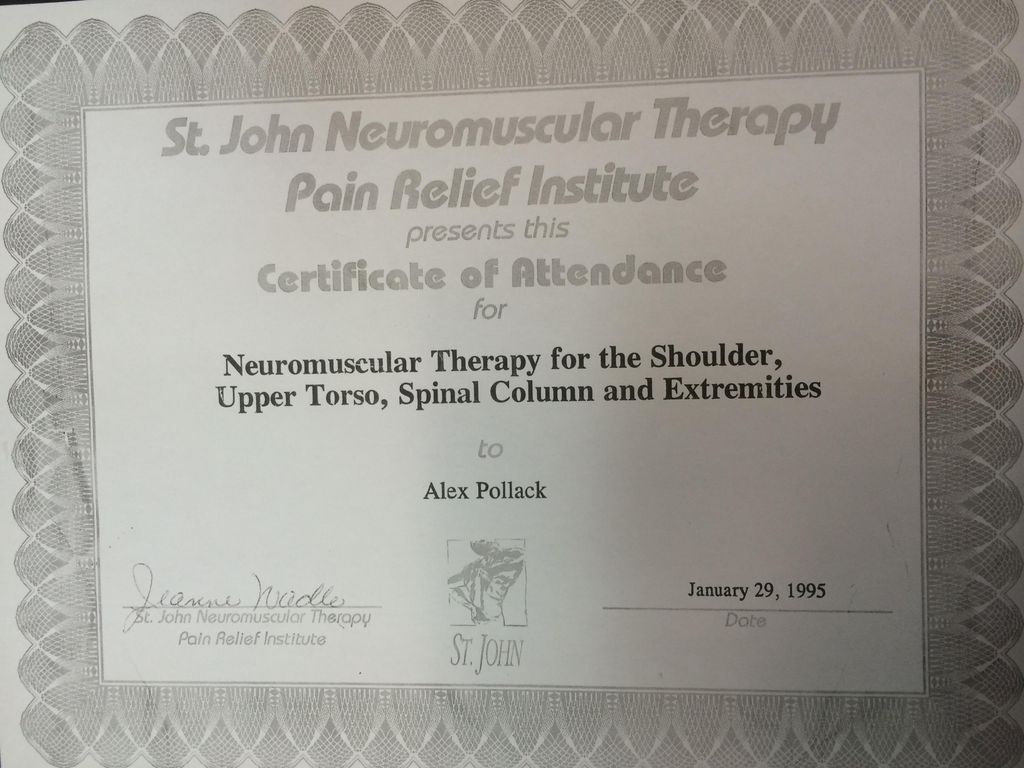 St. John Neuromuscular Therapy
Pain Relief Institute
presents this
Certificate of Attendance
for
Neuromuscular Therapy for the Shoulder,
Upper Torso, Spinal Column and Extremities
to
Alex Pollack
Jeanne Wadle
St. John Neuromuscular Therapy
Pain Relief Institute
ST. JOHN
January 29, 1995
Date